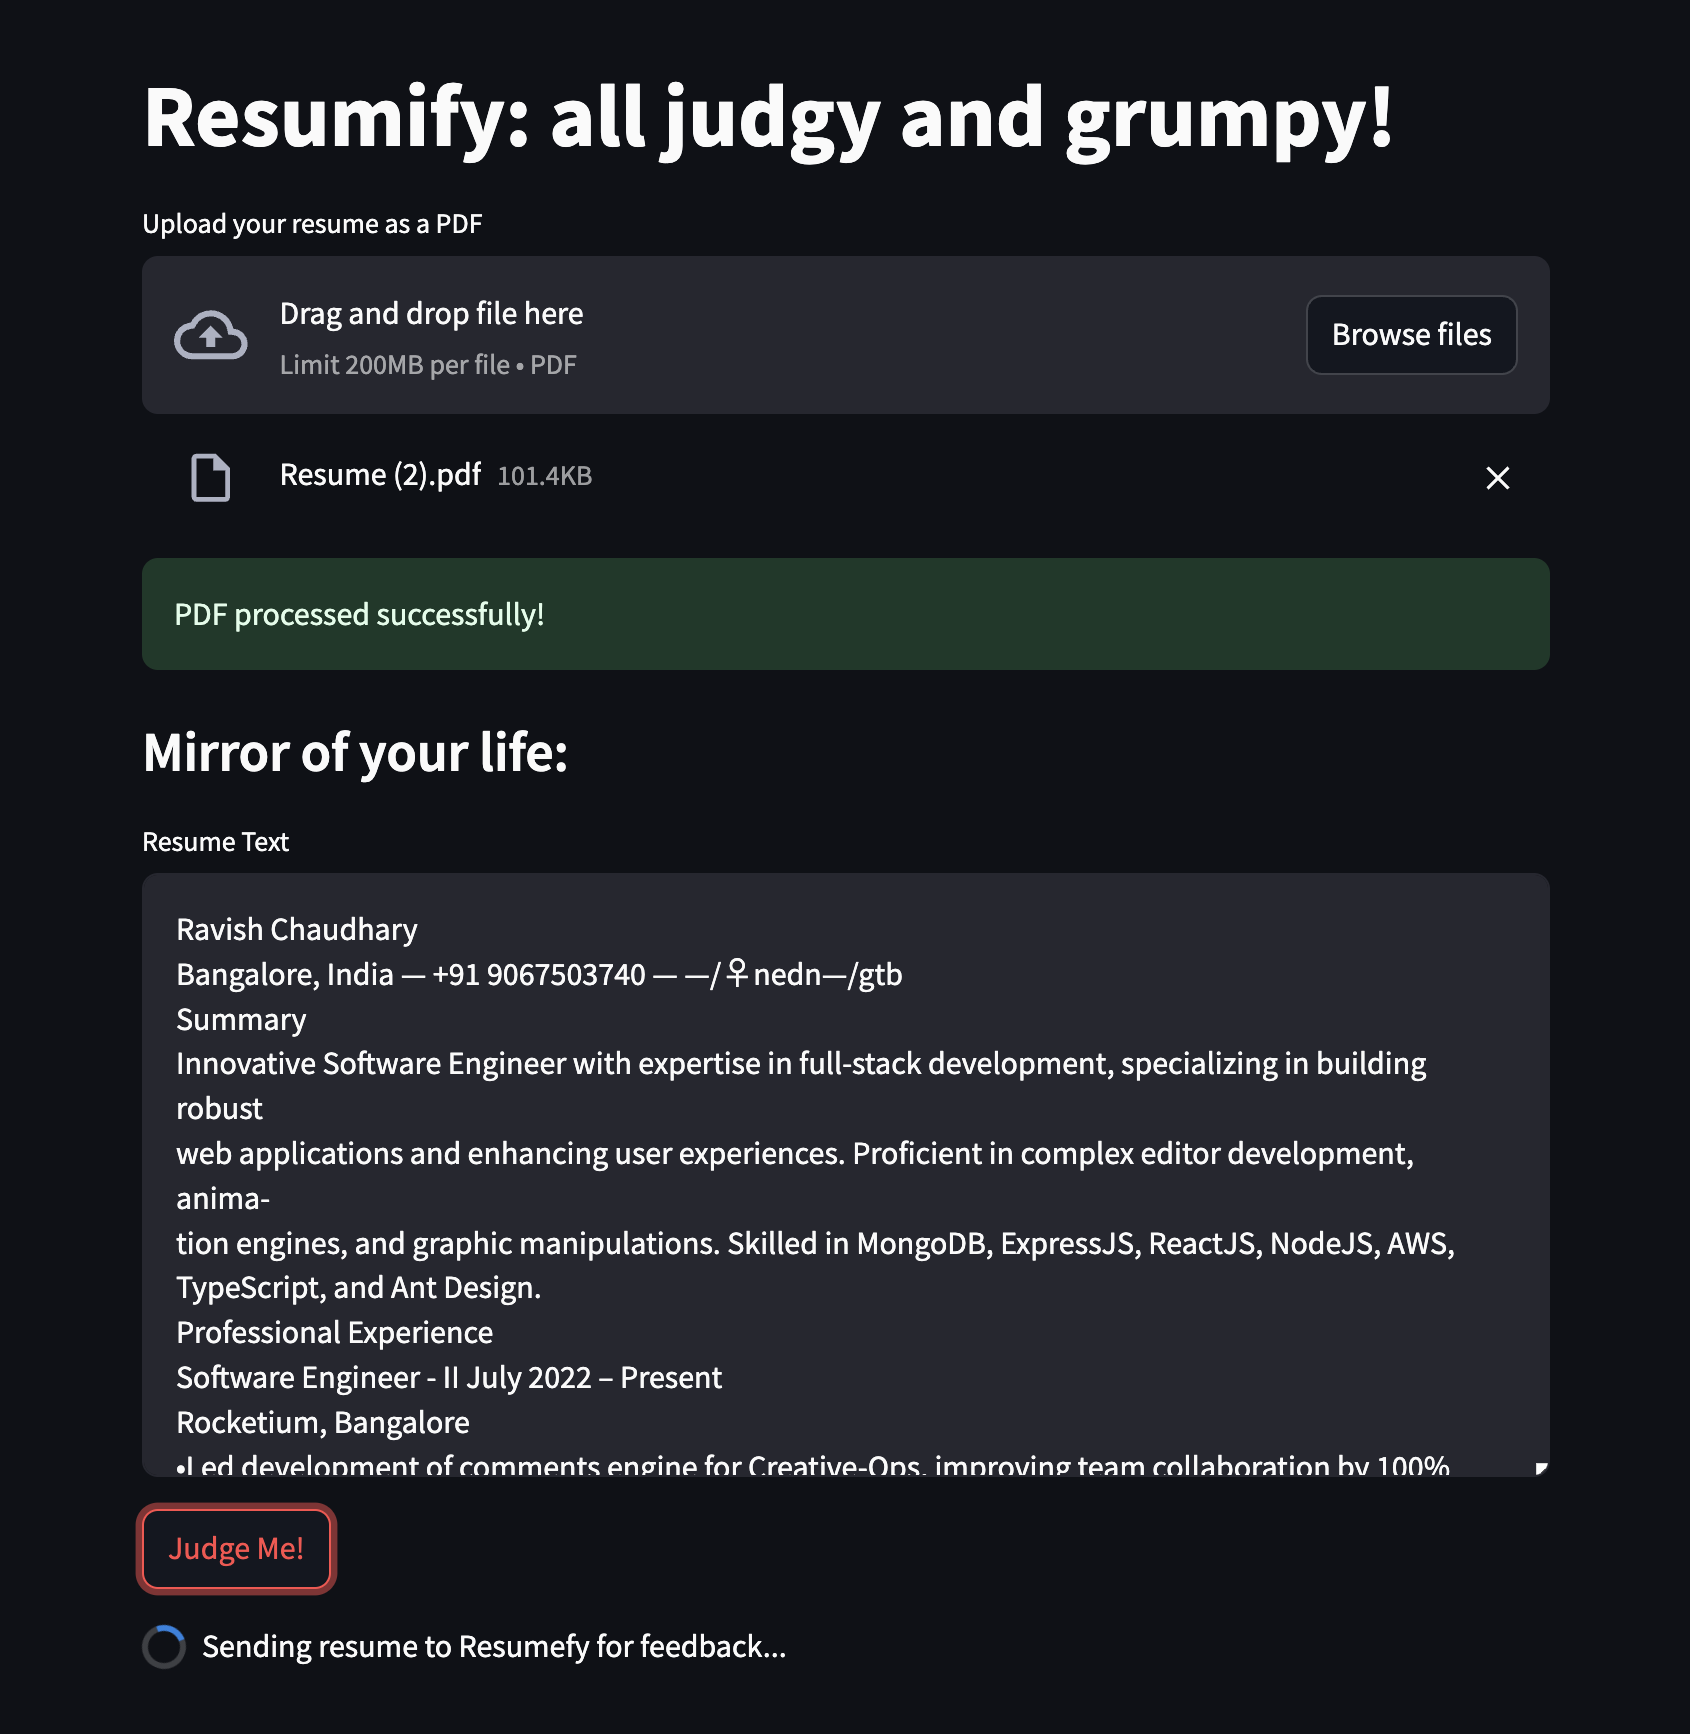 Resumify: all judgy and grumpy!
Upload your resume as a PDF
Drag and drop file here
Limit 200MB per file • PDF
Browse files
Resume (2).pdf 101.4KB
PDF processed successfully!
Mirror of your life:
Resume Text
Ravish Chaudhary
Bangalore, India — +91 9067503740 — —/♀nedn—/gtb
Summary
Innovative Software Engineer with expertise in full-stack development, specializing in building
robust
web applications and enhancing user experiences. Proficient in complex editor development,
anima-
tion engines, and graphic manipulations. Skilled in MongoDB, ExpressJS, ReactJS, NodeJS, AWS,
TypeScript, and Ant Design.
Professional Experience
Software Engineer - II July 2022 – Present
Rocketium, Bangalore
•Led development of comments engine for Creative-Ops, improving team collaboration by 100%
Judge Me!
Sending resume to Resumefy for feedback...